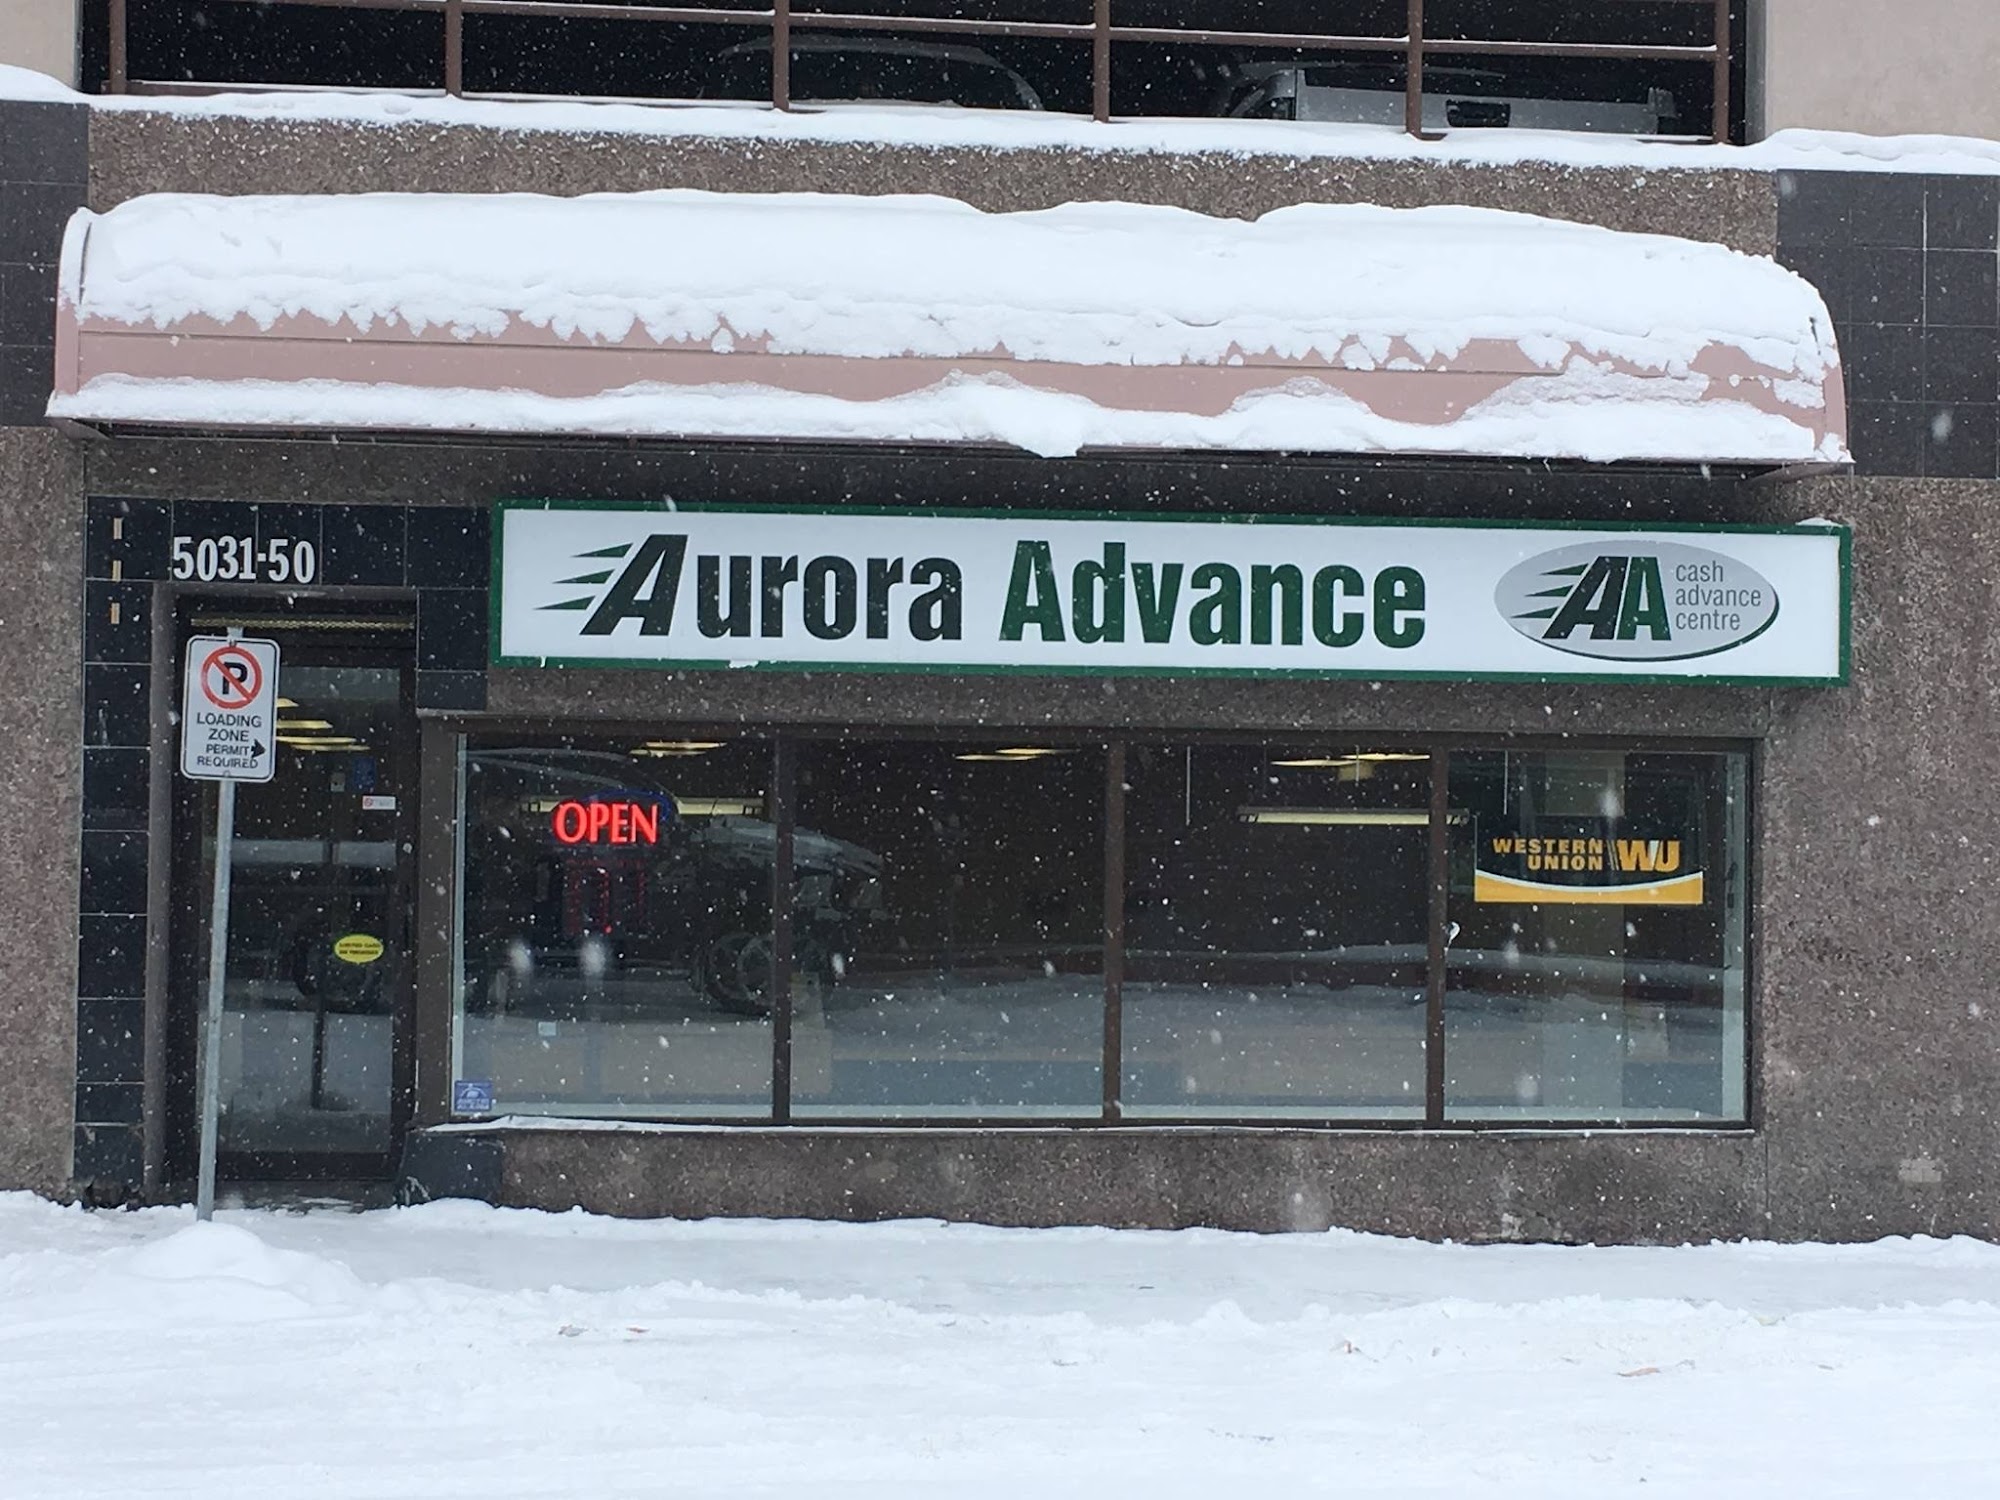 Aurora Advance
AA
cash
advance
centre
5031-50
P
LOADING
ZONE
PERMIT
REQUIRED
OPEN
WESTERN
UNION
WU